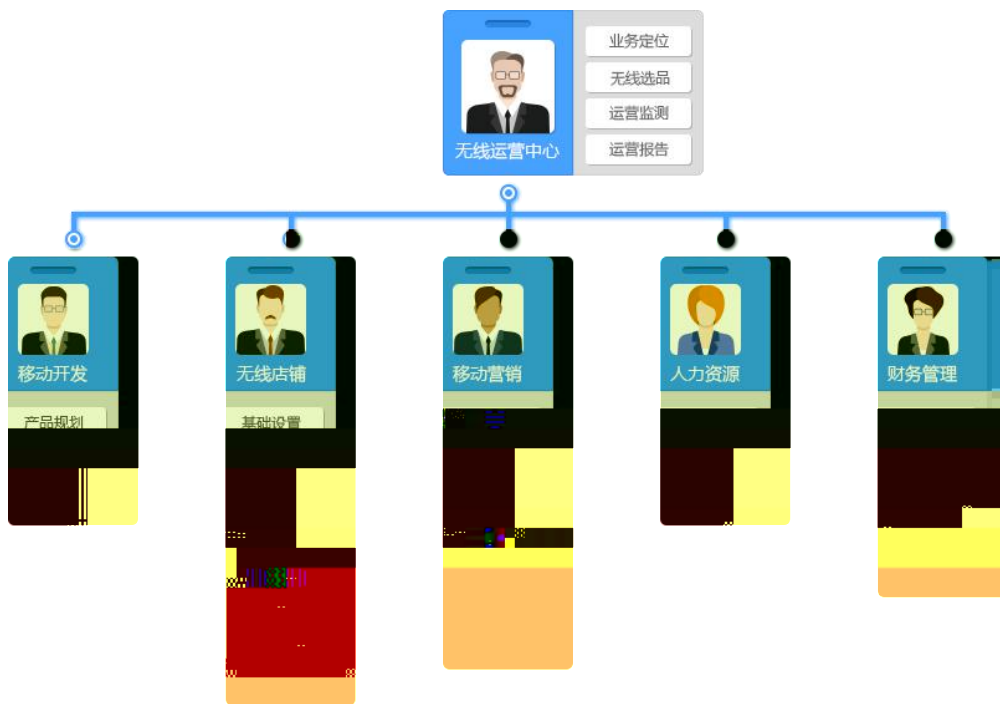 业务定位
无线选品
运营监测
运营报告
无线运营中心
移动开发
无线店铺
移动营销
人力资源
财务管理
产品规划
基础设置